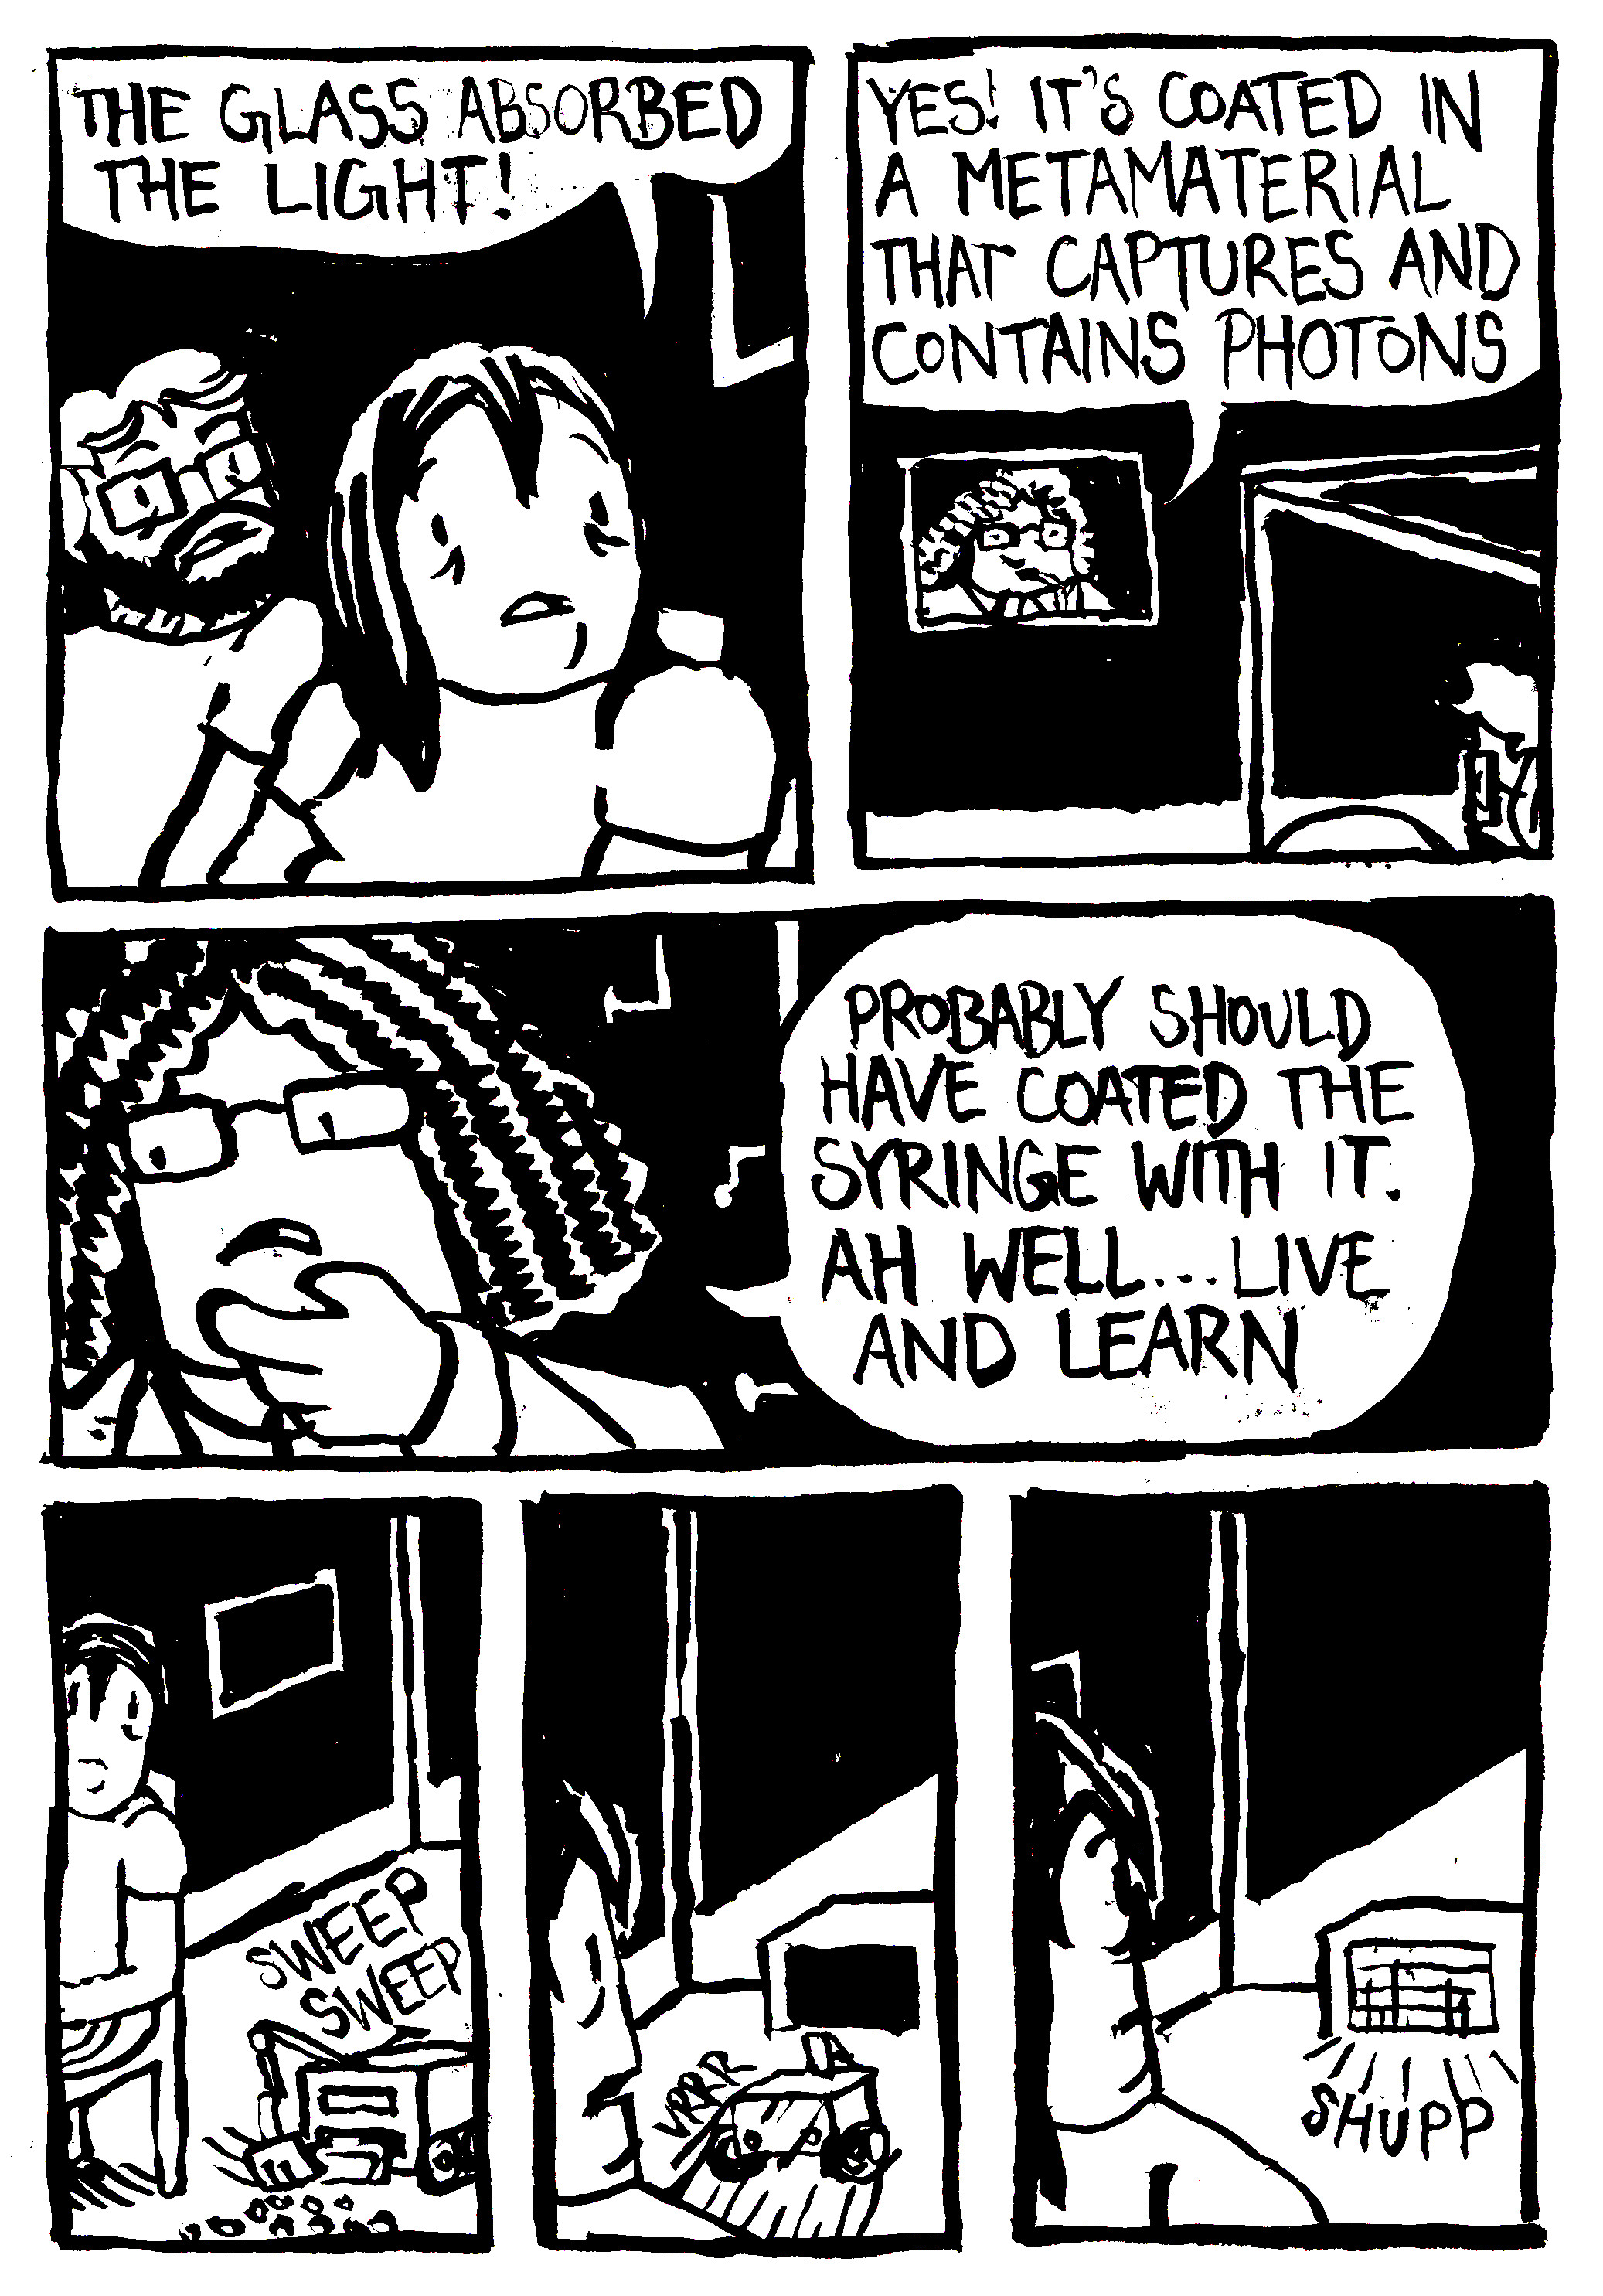 THE GLASS ABSORBED
THE LIGHT!
YES! IT'S COATED IN
A METAMATERIAL
THAT CAPTURES AND
CONTAINS PHOTONS
PROBABLY SHOULD
HAVE COATED THE
SYRINGE WITH IT.
AH WELL...LIVE
AND LEARN
SWEEP
SWEEP
VRRR
SHUPP